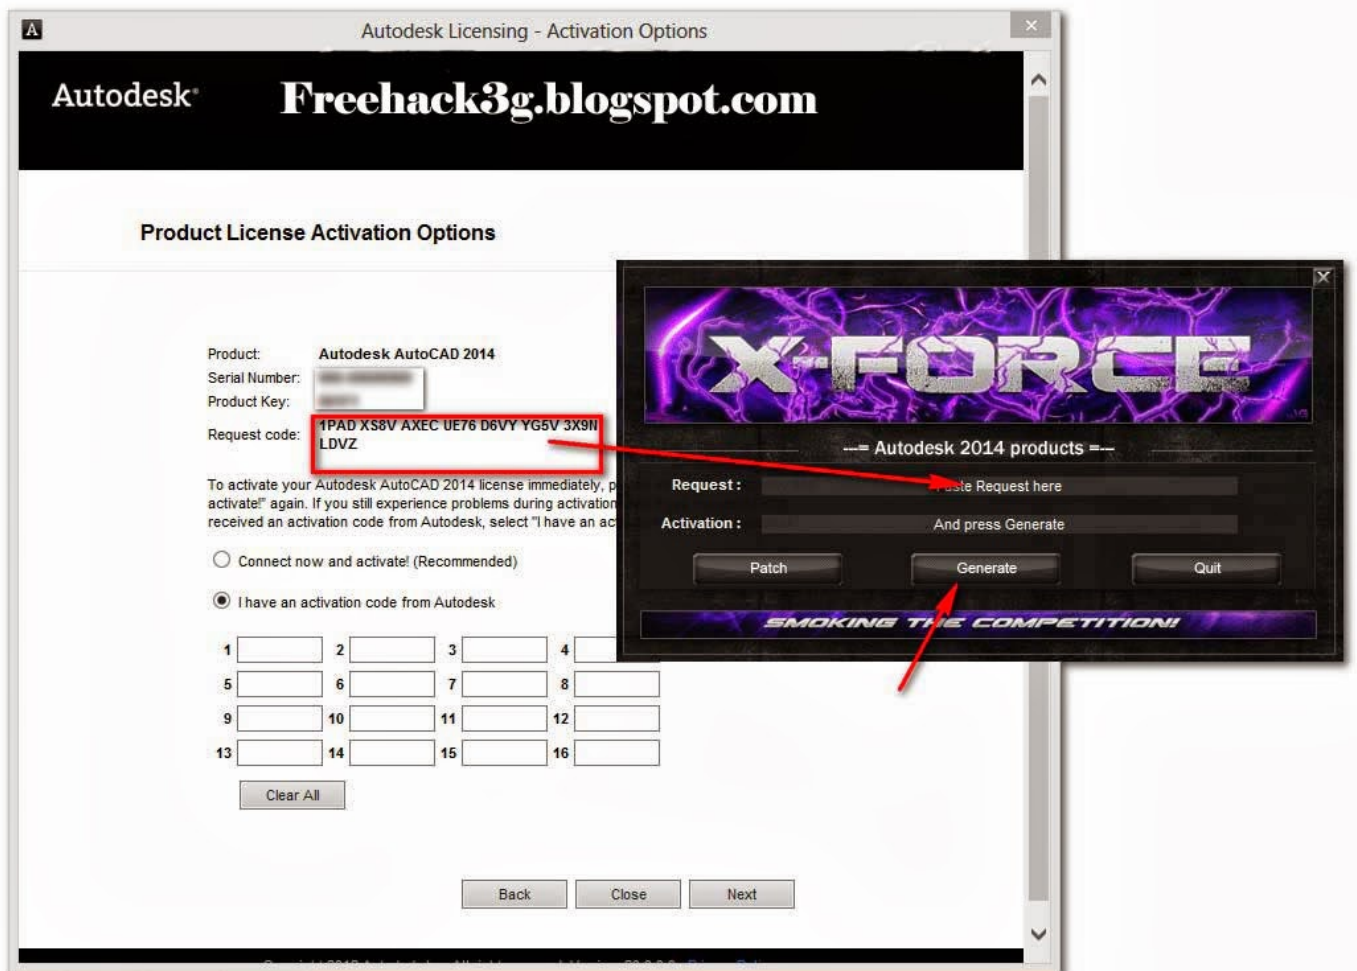 Autodesk Licensing - Activation Options
Autodesk
Freehack3g.blogspot.com
Product License Activation Options
Product: Autodesk AutoCAD 2014
Serial Number:
Product Key:
Request code: 1PAD XS8V AXEC UE76 D6VY YG5V 3X9N
LDVZ
To activate your Autodesk AutoCAD 2014 license immediately, p
activate!" again. If you still experience problems during activation
received an activation code from Autodesk, select "I have an ac
Connect now and activate! (Recommended)
I have an activation code from Autodesk
1 2 3 4
5 6 7 8
9 10 11 12
13 14 15 16
Clear All
Back Close Next
X-FORCE
---= Autodesk 2014 products =---
Request : Request here
Activation : And press Generate
Patch Generate Quit
SMOKING THE COMPETITION!